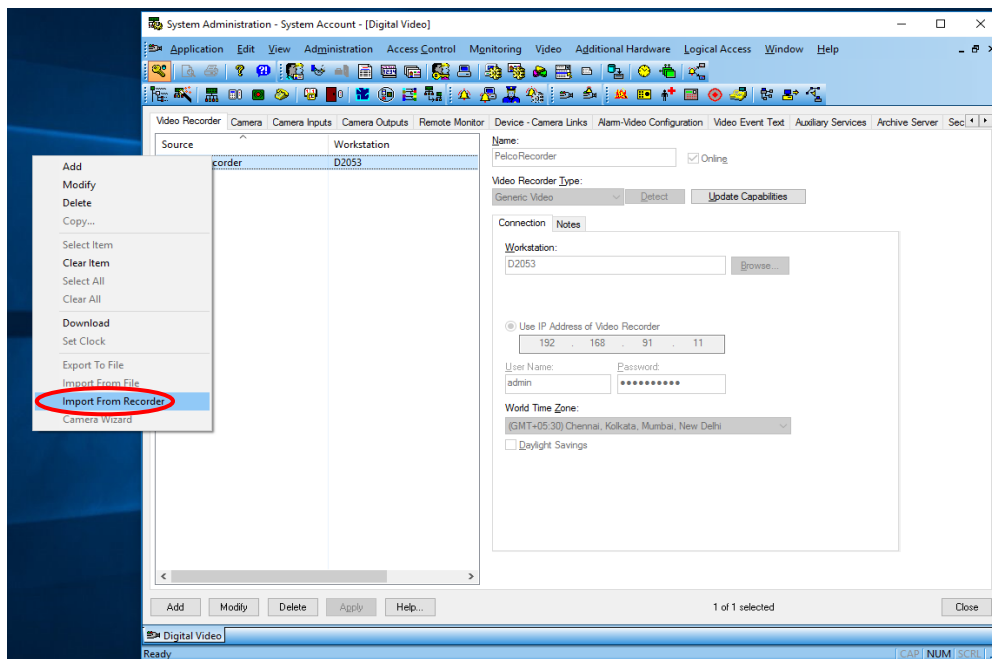 System Administration - System Account - [Digital Video]
Application Edit View Administration Access Control Monitoring Video Additional Hardware Logical Access Window Help
Video Recorder Camera Camera Inputs Camera Outputs Remote Monitor Device - Camera Links Alarm-Video Configuration Video Event Text Auxiliary Services Archive Server Sec
Source Workstation
corder D2053
Add
Modify
Delete
Copy...
Select Item
Clear Item
Select All
Clear All
Download
Set Clock
Export To File
Import From File
Import From Recorder
Camera Wizard
Name:
PelcoRecorder Online
Video Recorder Type:
Generic Video Detect Update Capabilities
Connection Notes
Workstation:
D2053 Browse...
Use IP Address of Video Recorder
192 . 168 . 91 . 11
User Name: Password:
admin ●●●●●●●●●●
World Time Zone:
(GMT+05:30) Chennai, Kolkata, Mumbai, New Delhi
Daylight Savings
Add Modify Delete Apply Help... 1 of 1 selected Close
Digital Video
Ready CAP NUM SCRL